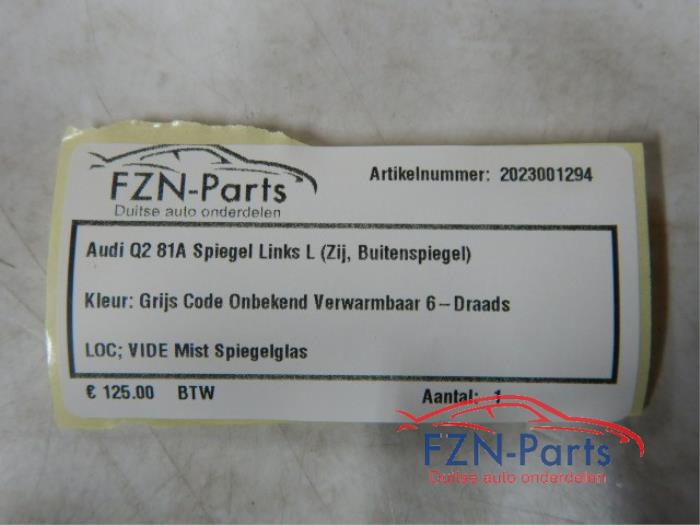 FZN-Parts
Duitse auto onderdelen
Artikelnummer: 2023001294
Audi Q2 81A Spiegel Links L (Zij, Buitenspiegel)
Kleur: Grijs Code Onbekend Verwarmbaar 6-Draads
LOC; VIDE Mist Spiegelglas
€ 125.00 BTW Aantal: 1
FZN-Parts
Duitse auto onderdelen